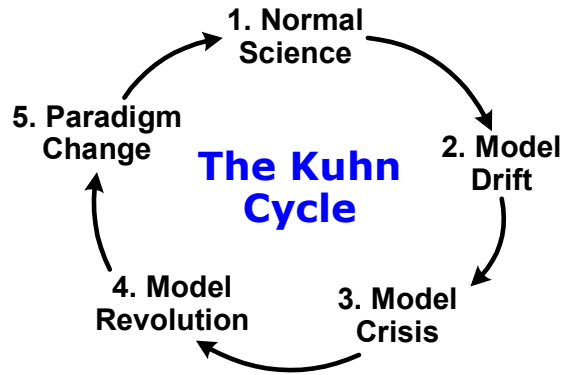 1. Normal
Science
2. Model
Drift
3. Model
Crisis
4. Model
Revolution
5. Paradigm
Change
The Kuhn
Cycle